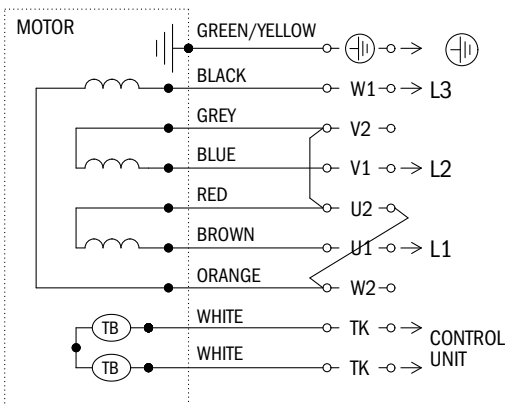 MOTOR
GREEN/YELLOW
BLACK W1 L3
GREY V2
BLUE V1 L2
RED U2
BROWN U1 L1
ORANGE W2
TB WHITE TK
CONTROL
UNIT
TB WHITE TK